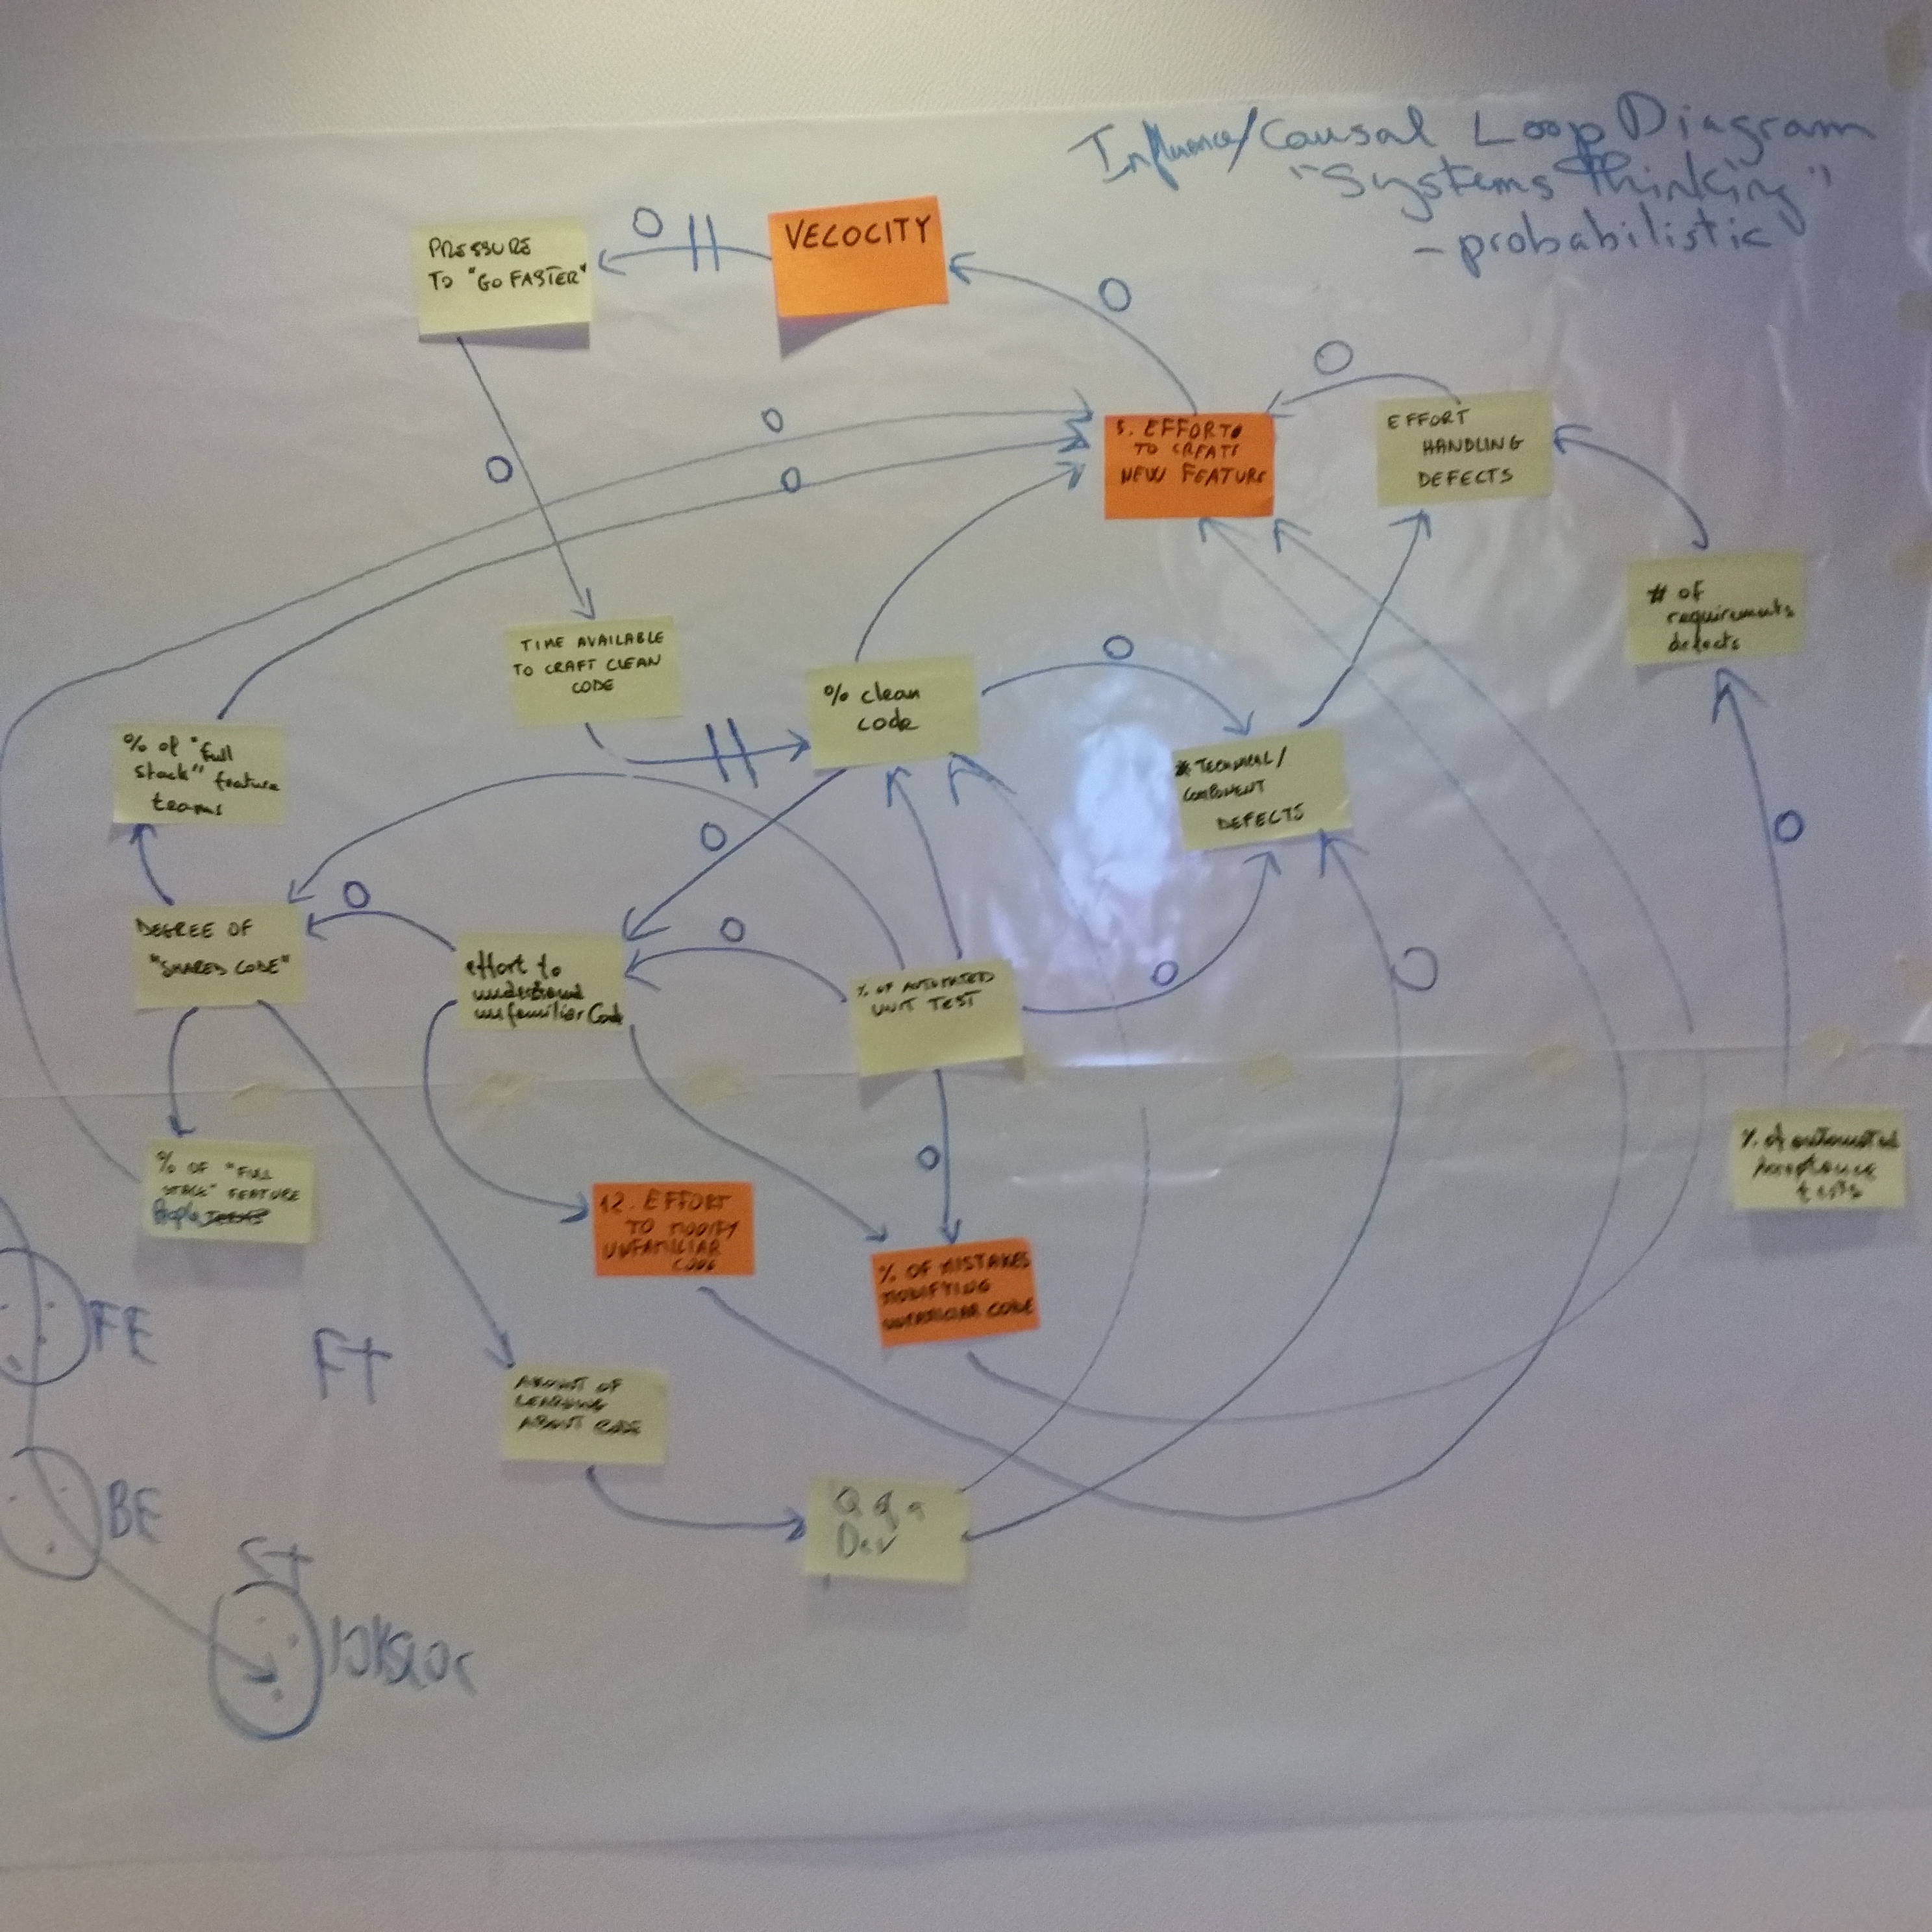 Influence/Causal Loop Diagram
"Systems Thinking"
- probabilistic
PRESSURE
TO "GO FASTER"
O
VELOCITY
O
O
5. EFFORT
TO CREATE
NEW FEATURE
EFFORT
HANDLING
DEFECTS
O
O
O
# of
requirements
defects
TIME AVAILABLE
TO CRAFT CLEAN
CODE
% clean
code
O
# TECHNICAL/
COMPONENT
DEFECTS
% of "full
stack" feature
teams
O
O
DEGREE OF
"SHARED CODE"
O
effort to
understand
unfamiliar Code
O
% OF AUTOMATED
UNIT TEST
O
O
% OF "FULL
STACK" FEATURE
People
12. EFFORT
TO MODIFY
UNFAMILIAR
CODE
O
% OF MISTAKES
MODIFYING
UNFAMILIAR CODE
% of automated
Acceptance
tests
FE
FT
AMOUNT OF
LEARNING
ABOUT CODE
BE
Dev